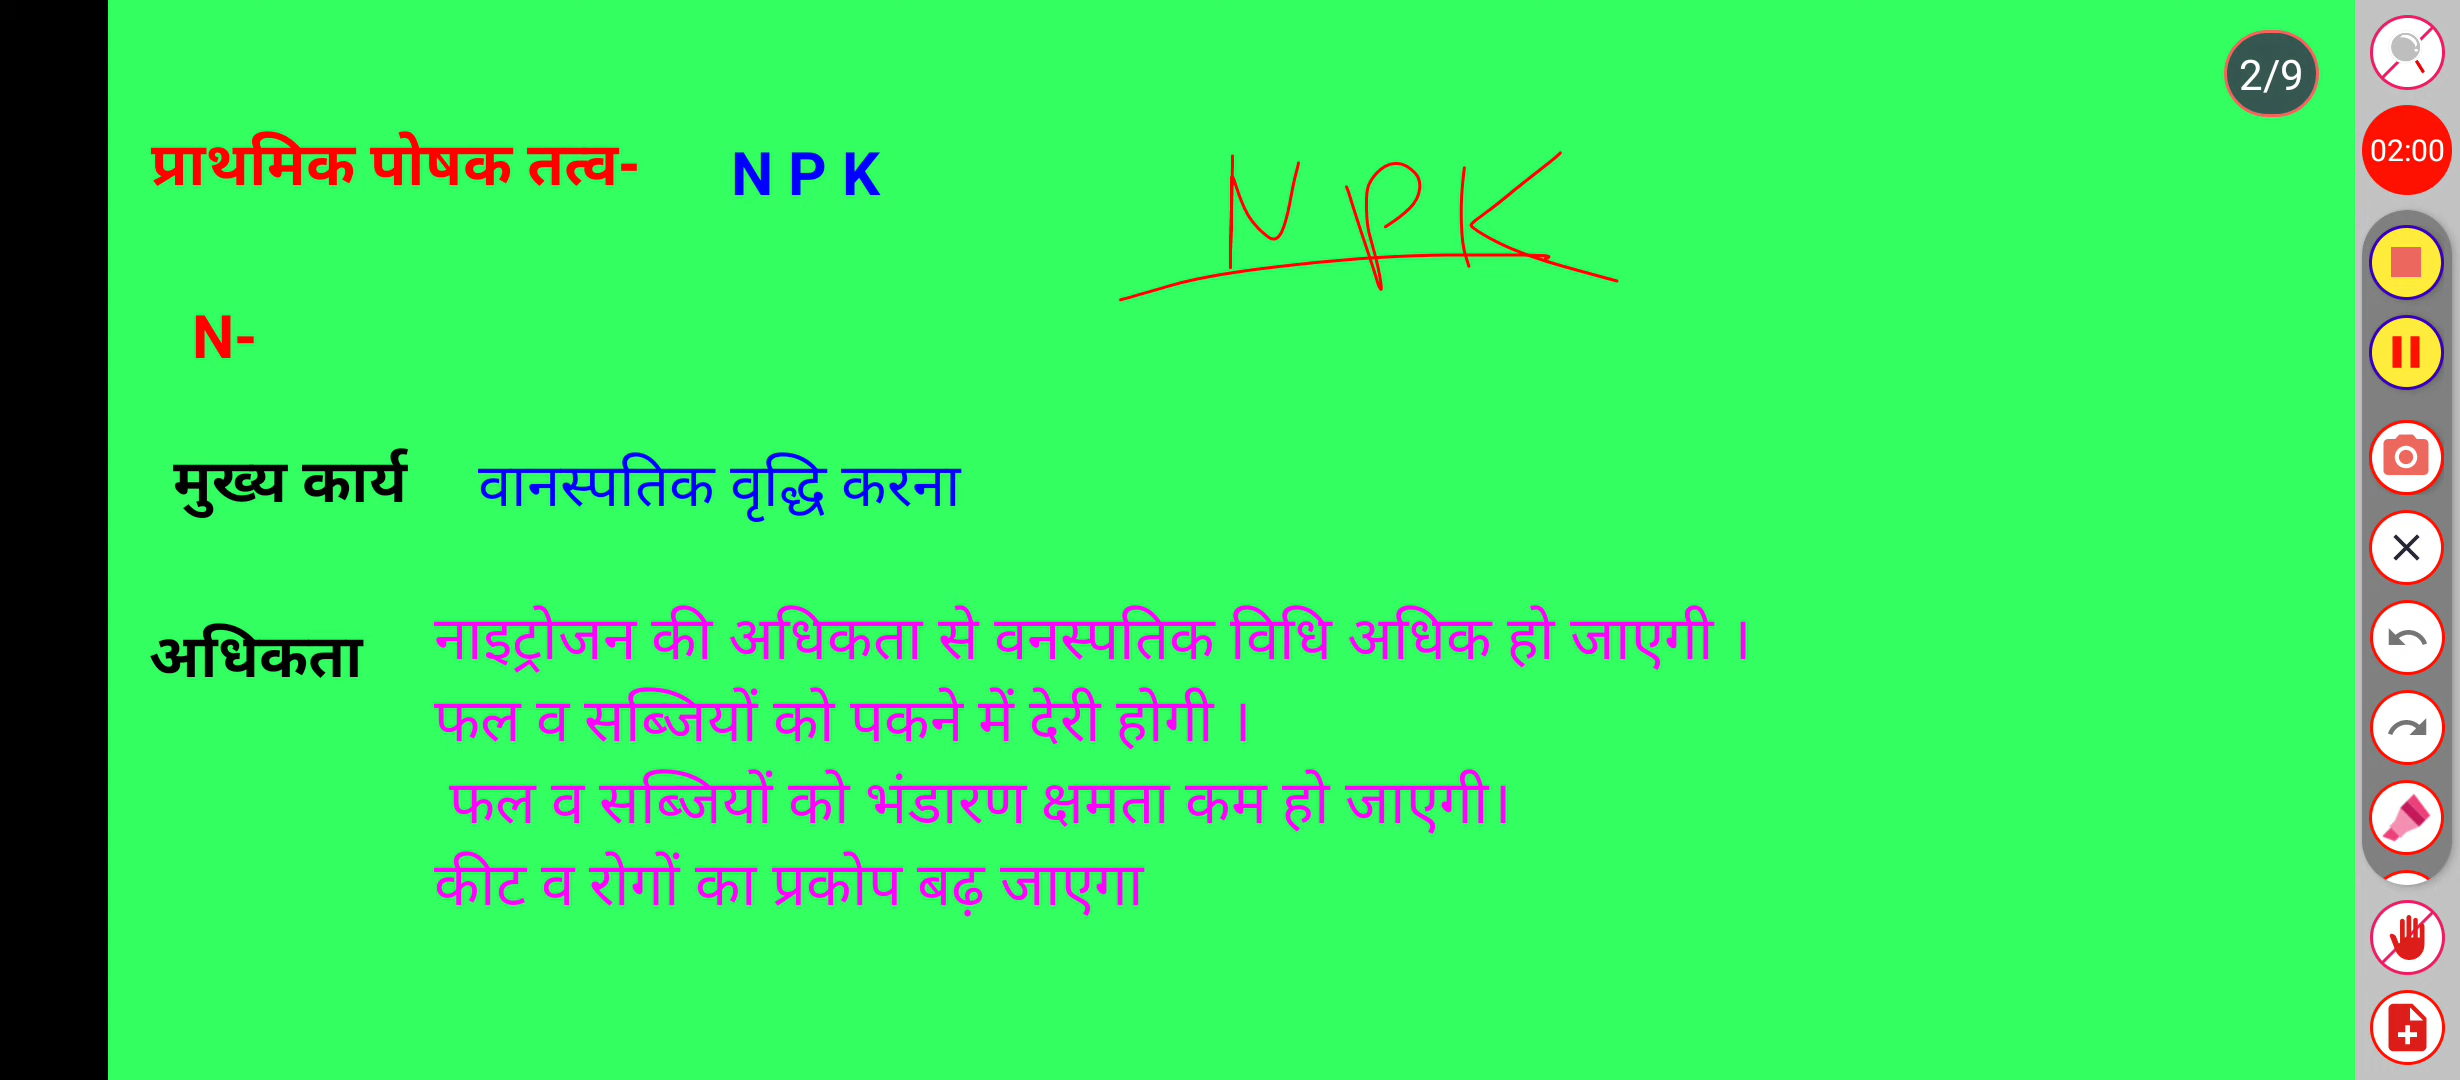 2/9
02:00
प्राथमिक पोषक तत्व- N P K
N P K
N-
मुख्य कार्य वानस्पतिक वृद्धि करना
अधिकता नाइट्रोजन की अधिकता से वनस्पतिक विधि अधिक हो जाएगी ।
फल व सब्जियों को पकने में देरी होगी ।
फल व सब्जियों को भंडारण क्षमता कम हो जाएगी।
कीट व रोगों का प्रकोप बढ़ जाएगा